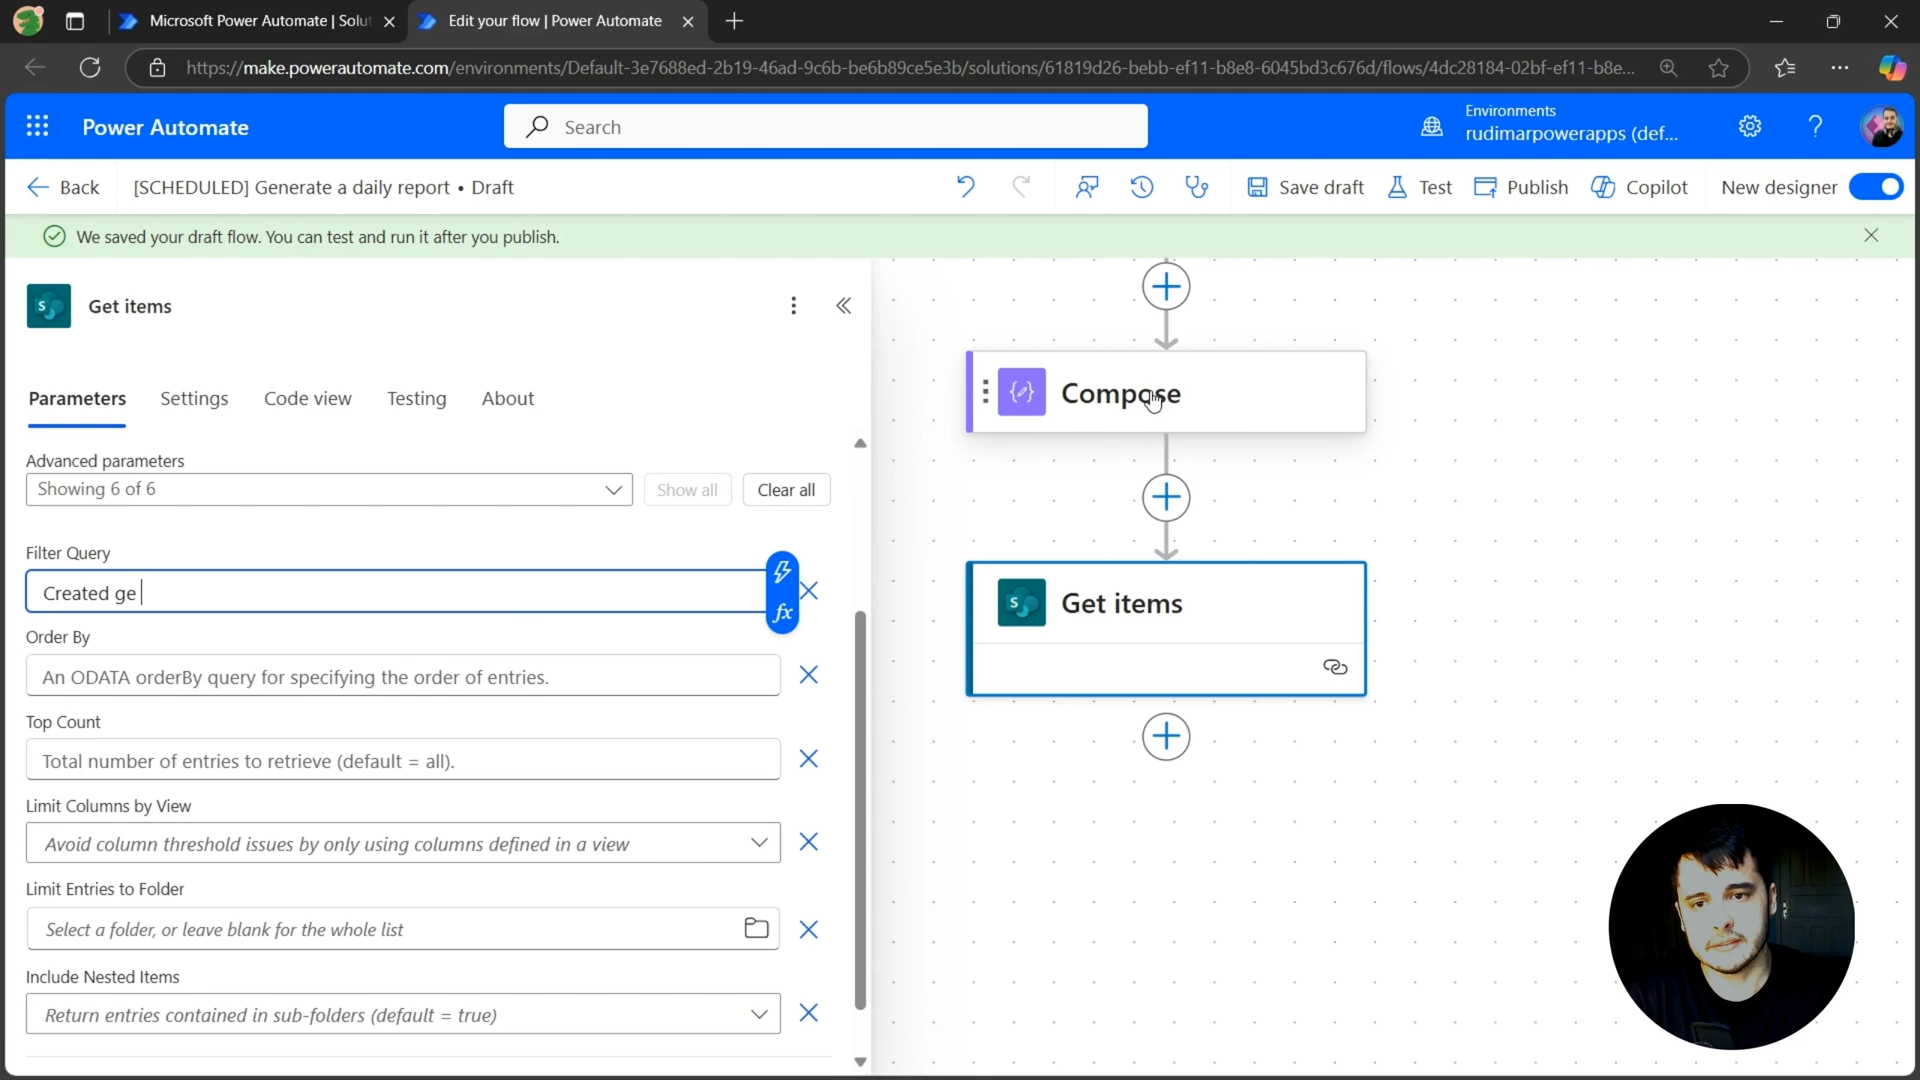 Microsoft Power Automate | Solut
Edit your flow | Power Automate
https://make.powerautomate.com/environments/Default-3e7688ed-2b19-46ad-9c6b-be6b89ce5e3b/solutions/61819d26-bebb-ef11-b8e8-6045bd3c676d/flows/4dc28184-02bf-ef11-b8e...
Power Automate
Search
Environments
rudimarpowerapps (def...
Back
[SCHEDULED] Generate a daily report • Draft
Save draft
Test
Publish
Copilot
New designer
We saved your draft flow. You can test and run it after you publish.
Get items
Parameters
Settings
Code view
Testing
About
Advanced parameters
Showing 6 of 6
Show all
Clear all
Filter Query
Created ge
fx
Order By
An ODATA orderBy query for specifying the order of entries.
Top Count
Total number of entries to retrieve (default = all).
Limit Columns by View
Avoid column threshold issues by only using columns defined in a view
Limit Entries to Folder
Select a folder, or leave blank for the whole list
Include Nested Items
Return entries contained in sub-folders (default = true)
Compose
Get items